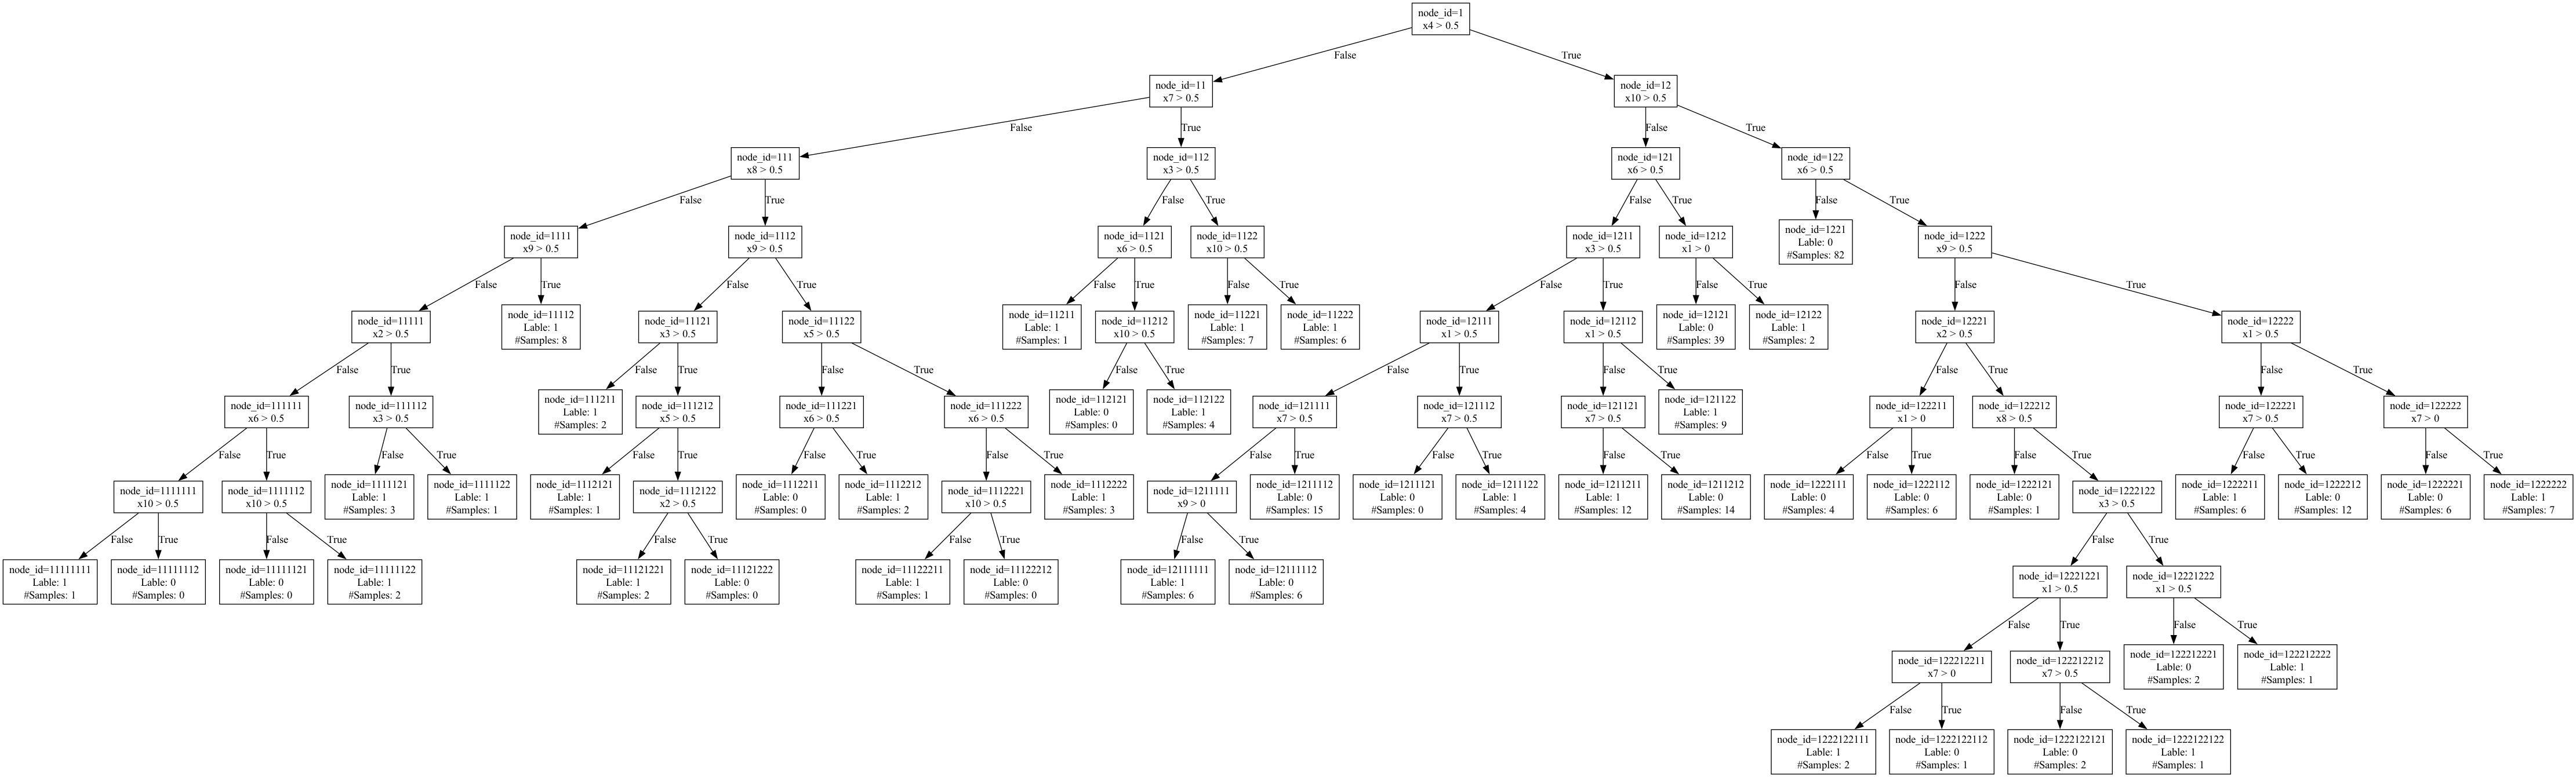 node_id=1
x4 > 0.5
False
True
node_id=11
x7 > 0.5
node_id=12
x10 > 0.5
False
True
False
True
node_id=111
x8 > 0.5
node_id=112
x3 > 0.5
node_id=121
x6 > 0.5
node_id=122
x6 > 0.5
False
True
False
True
False
True
False
True
node_id=1111
x9 > 0.5
node_id=1112
x9 > 0.5
node_id=1121
x6 > 0.5
node_id=1122
x10 > 0.5
node_id=1211
x3 > 0.5
node_id=1212
x1 > 0
node_id=1221
Lable: 0
#Samples: 82
node_id=1222
x9 > 0.5
False
True
False
True
False
True
False
True
False
True
False
True
False
True
node_id=11111
x2 > 0.5
node_id=11112
Lable: 1
#Samples: 8
node_id=11121
x3 > 0.5
node_id=11122
x5 > 0.5
node_id=11211
Lable: 1
#Samples: 1
node_id=11212
x10 > 0.5
node_id=11221
Lable: 1
#Samples: 7
node_id=11222
Lable: 1
#Samples: 6
node_id=12111
x1 > 0.5
node_id=12112
x1 > 0.5
node_id=12121
Lable: 0
#Samples: 39
node_id=12122
Lable: 1
#Samples: 2
node_id=12221
x2 > 0.5
node_id=12222
x1 > 0.5
False
True
False
True
False
True
False
True
False
True
False
True
False
True
False
True
node_id=111111
x6 > 0.5
node_id=111112
x3 > 0.5
node_id=111211
Lable: 1
#Samples: 2
node_id=111212
x5 > 0.5
node_id=111221
x6 > 0.5
node_id=111222
x6 > 0.5
node_id=112121
Lable: 0
#Samples: 0
node_id=112122
Lable: 1
#Samples: 4
node_id=121111
x7 > 0.5
node_id=121112
x7 > 0.5
node_id=121121
x7 > 0.5
node_id=121122
Lable: 1
#Samples: 9
node_id=122211
x1 > 0
node_id=122212
x8 > 0.5
node_id=122221
x7 > 0.5
node_id=122222
x7 > 0
False
True
False
True
False
True
False
True
False
True
False
True
False
True
False
True
False
True
False
True
False
True
False
True
node_id=1111111
x10 > 0.5
node_id=1111112
x10 > 0.5
node_id=1111121
Lable: 1
#Samples: 3
node_id=1111122
Lable: 1
#Samples: 1
node_id=1112121
Lable: 1
#Samples: 1
node_id=1112122
x2 > 0.5
node_id=1112211
Lable: 0
#Samples: 0
node_id=1112212
Lable: 1
#Samples: 2
node_id=1112221
x10 > 0.5
node_id=1112222
Lable: 1
#Samples: 3
node_id=1211111
x9 > 0
node_id=1211112
Lable: 0
#Samples: 15
node_id=1211121
Lable: 0
#Samples: 0
node_id=1211122
Lable: 1
#Samples: 4
node_id=1211211
Lable: 1
#Samples: 12
node_id=1211212
Lable: 0
#Samples: 14
node_id=1222111
Lable: 0
#Samples: 4
node_id=1222112
Lable: 0
#Samples: 6
node_id=1222121
Lable: 0
#Samples: 1
node_id=1222122
x3 > 0.5
node_id=1222211
Lable: 1
#Samples: 6
node_id=1222212
Lable: 0
#Samples: 12
node_id=1222221
Lable: 0
#Samples: 6
node_id=1222222
Lable: 1
#Samples: 7
False
True
False
True
False
True
False
True
False
True
False
True
node_id=11111111
Lable: 1
#Samples: 1
node_id=11111112
Lable: 0
#Samples: 0
node_id=11111121
Lable: 0
#Samples: 0
node_id=11111122
Lable: 1
#Samples: 2
node_id=11121221
Lable: 1
#Samples: 2
node_id=11121222
Lable: 0
#Samples: 0
node_id=11122211
Lable: 1
#Samples: 1
node_id=11122212
Lable: 0
#Samples: 0
node_id=12111111
Lable: 1
#Samples: 6
node_id=12111112
Lable: 0
#Samples: 6
node_id=12221221
x1 > 0.5
node_id=12221222
x1 > 0.5
False
True
False
True
node_id=122212211
x7 > 0
node_id=122212212
x7 > 0.5
node_id=122212221
Lable: 0
#Samples: 2
node_id=122212222
Lable: 1
#Samples: 1
False
True
False
True
node_id=1222122111
Lable: 1
#Samples: 2
node_id=1222122112
Lable: 0
#Samples: 1
node_id=1222122121
Lable: 0
#Samples: 2
node_id=1222122122
Lable: 1
#Samples: 1